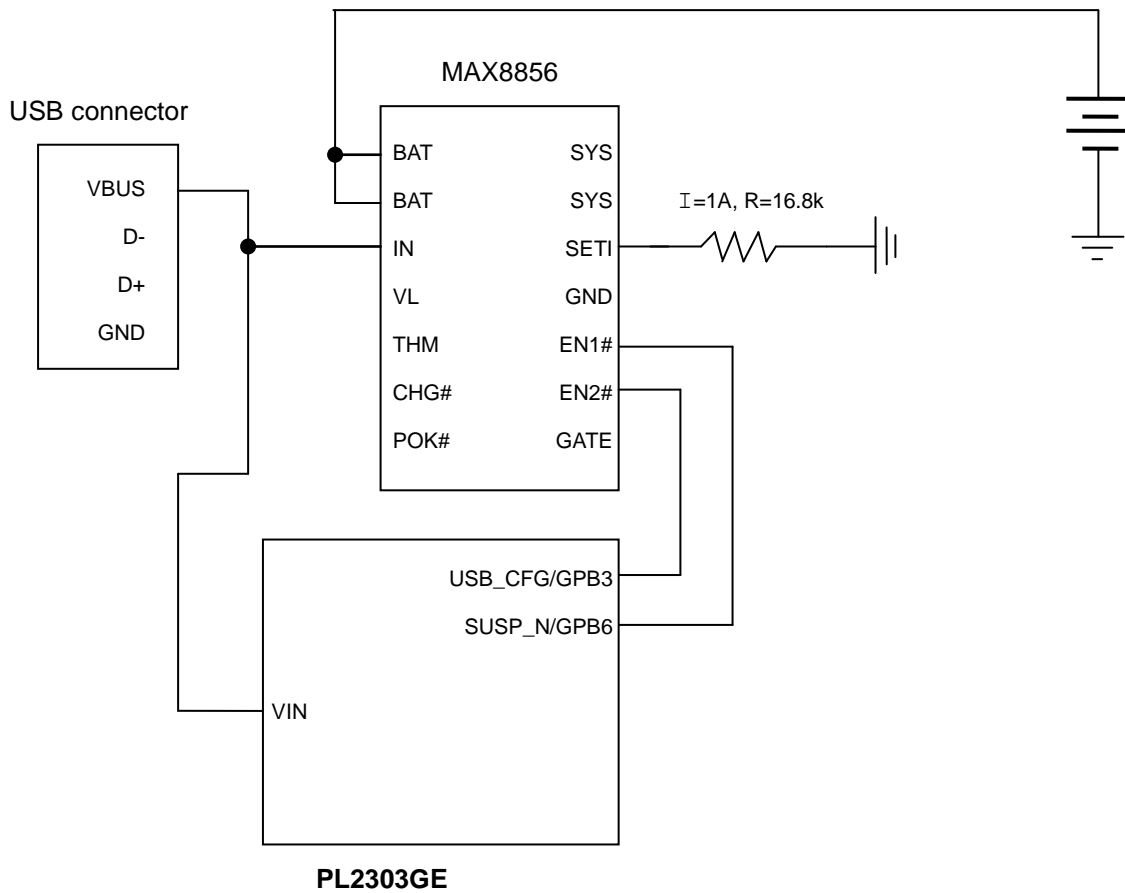 MAX8856
USB connector
VBUS
D-
D+
GND
BAT
BAT
IN
VL
THM
CHG#
POK#
SYS
SYS
SETI
GND
EN1#
EN2#
GATE
I=1A, R=16.8k
USB_CFG/GPB3
SUSP_N/GPB6
VIN
PL2303GE